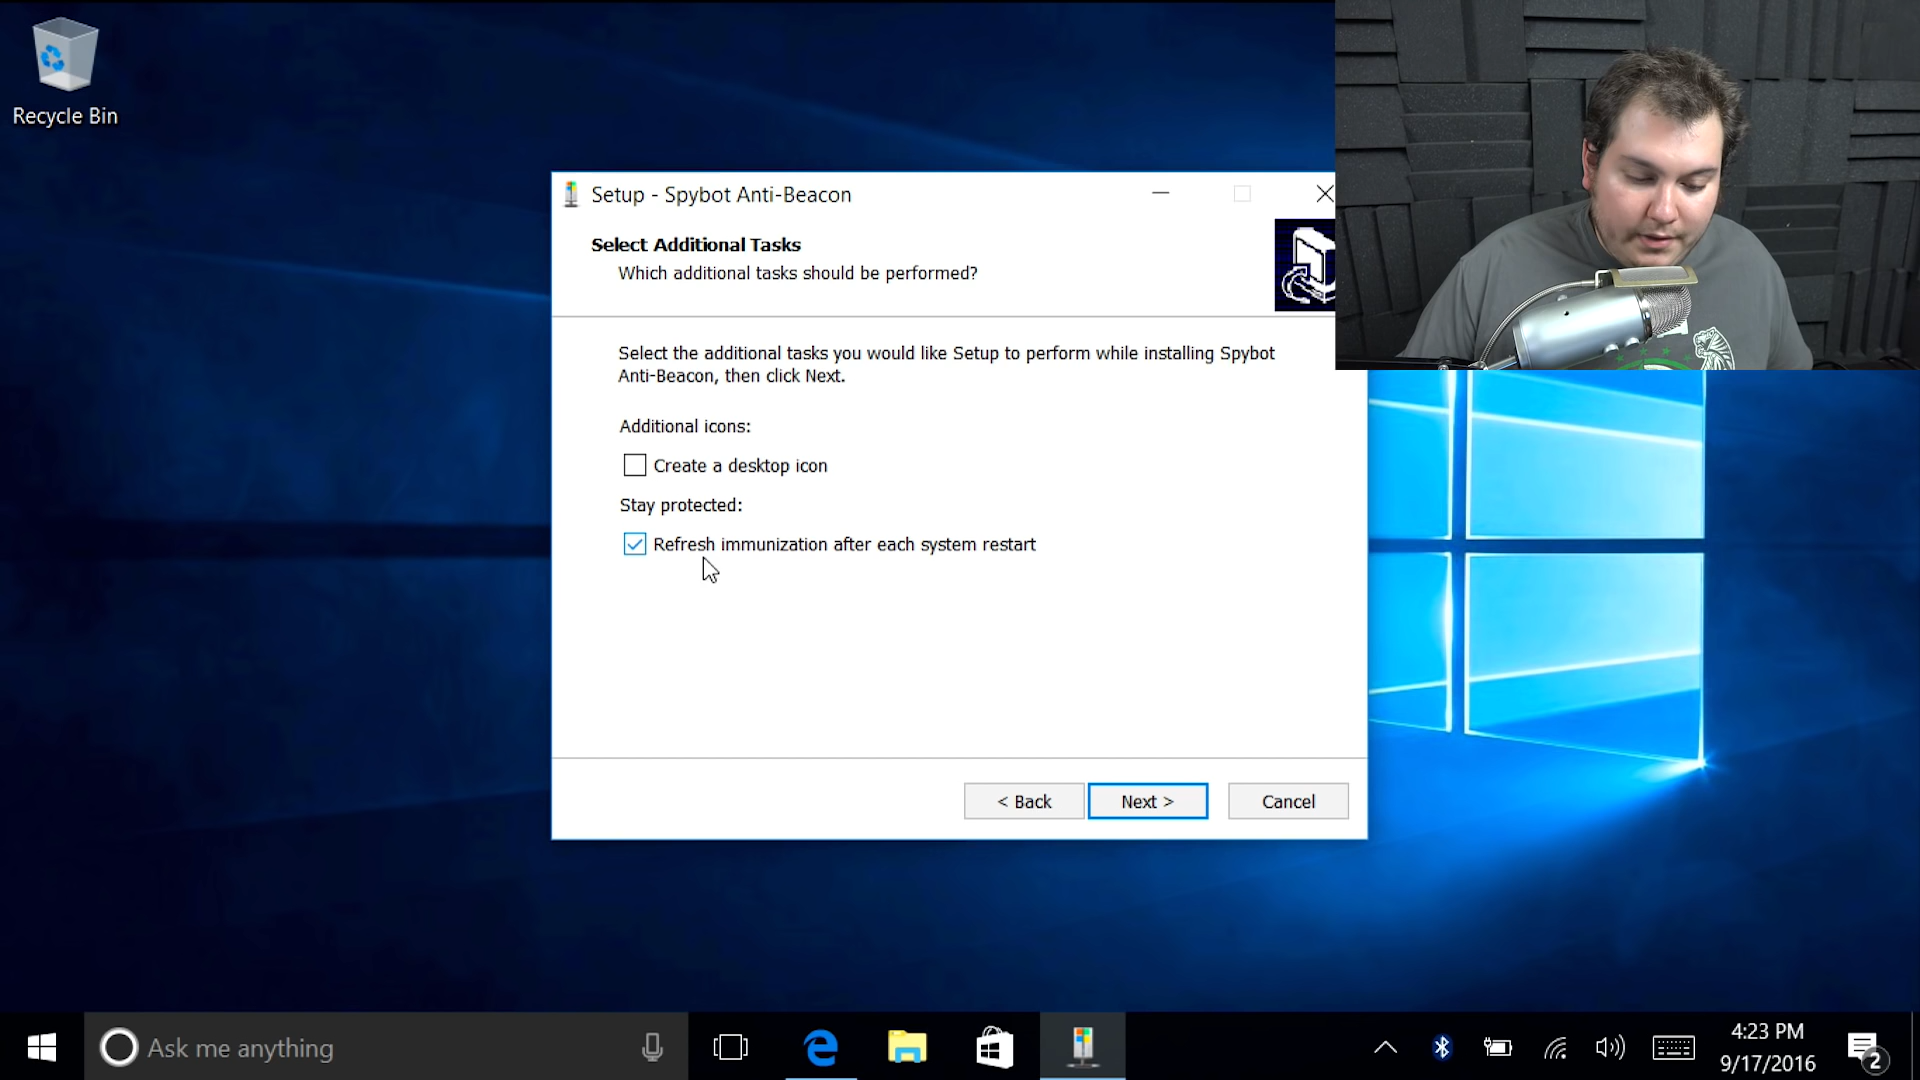 Recycle Bin
Setup - Spybot Anti-Beacon
Select Additional Tasks
Which additional tasks should be performed?
Select the additional tasks you would like Setup to perform while installing Spybot
Anti-Beacon, then click Next.
Additional icons:
Create a desktop icon
Stay protected:
Refresh immunization after each system restart
< Back
Next >
Cancel
Ask me anything
4:23 PM
9/17/2016
2